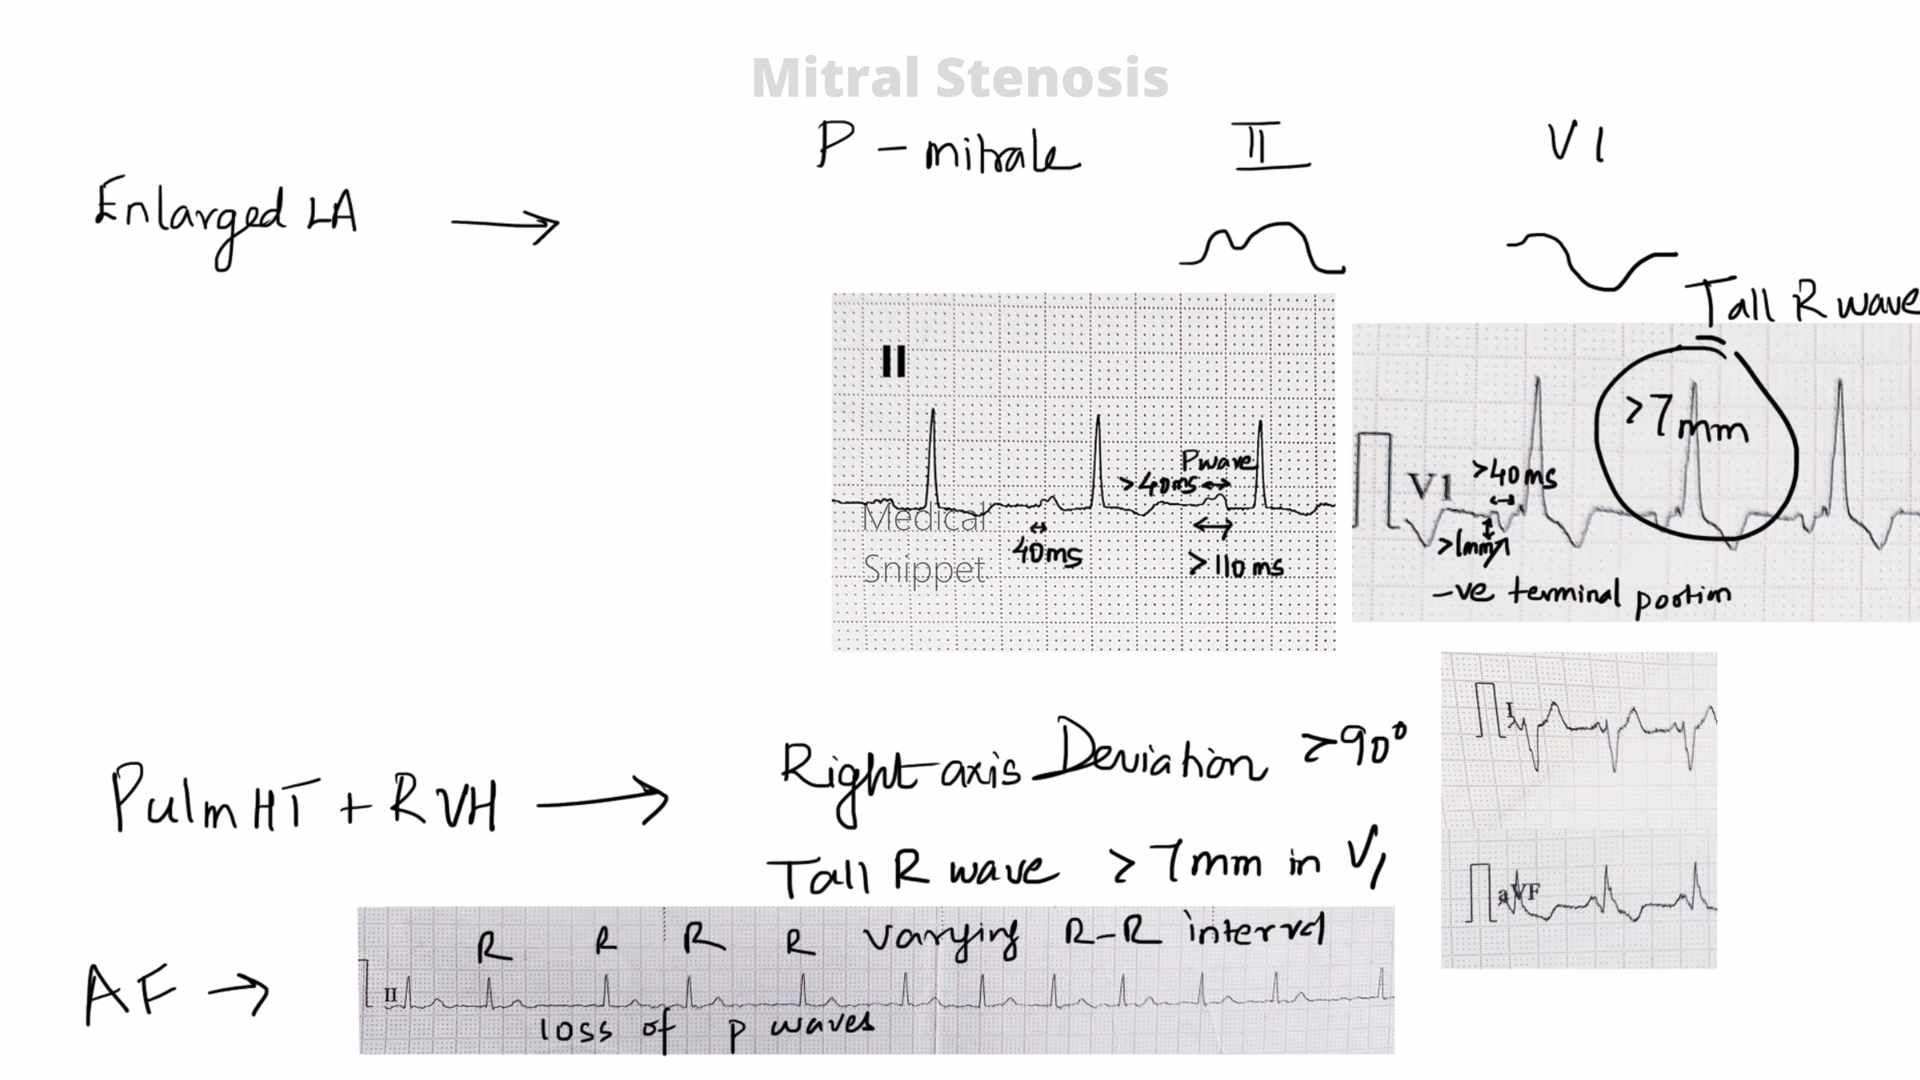 Mitral Stenosis
P - mitrale II V1
Enlarged LA →
Tall R wave
II
>7mm
P wave
>40ms
>40ms
V1
Medical
Snippet
40ms
>110ms
>1mm
-ve terminal portion
I
Right axis Deviation >90°
Pulm HT + RVH →
Tall R wave >7mm in V1
aVF
R R R R varying R-R interval
AF →
II
loss of p waves